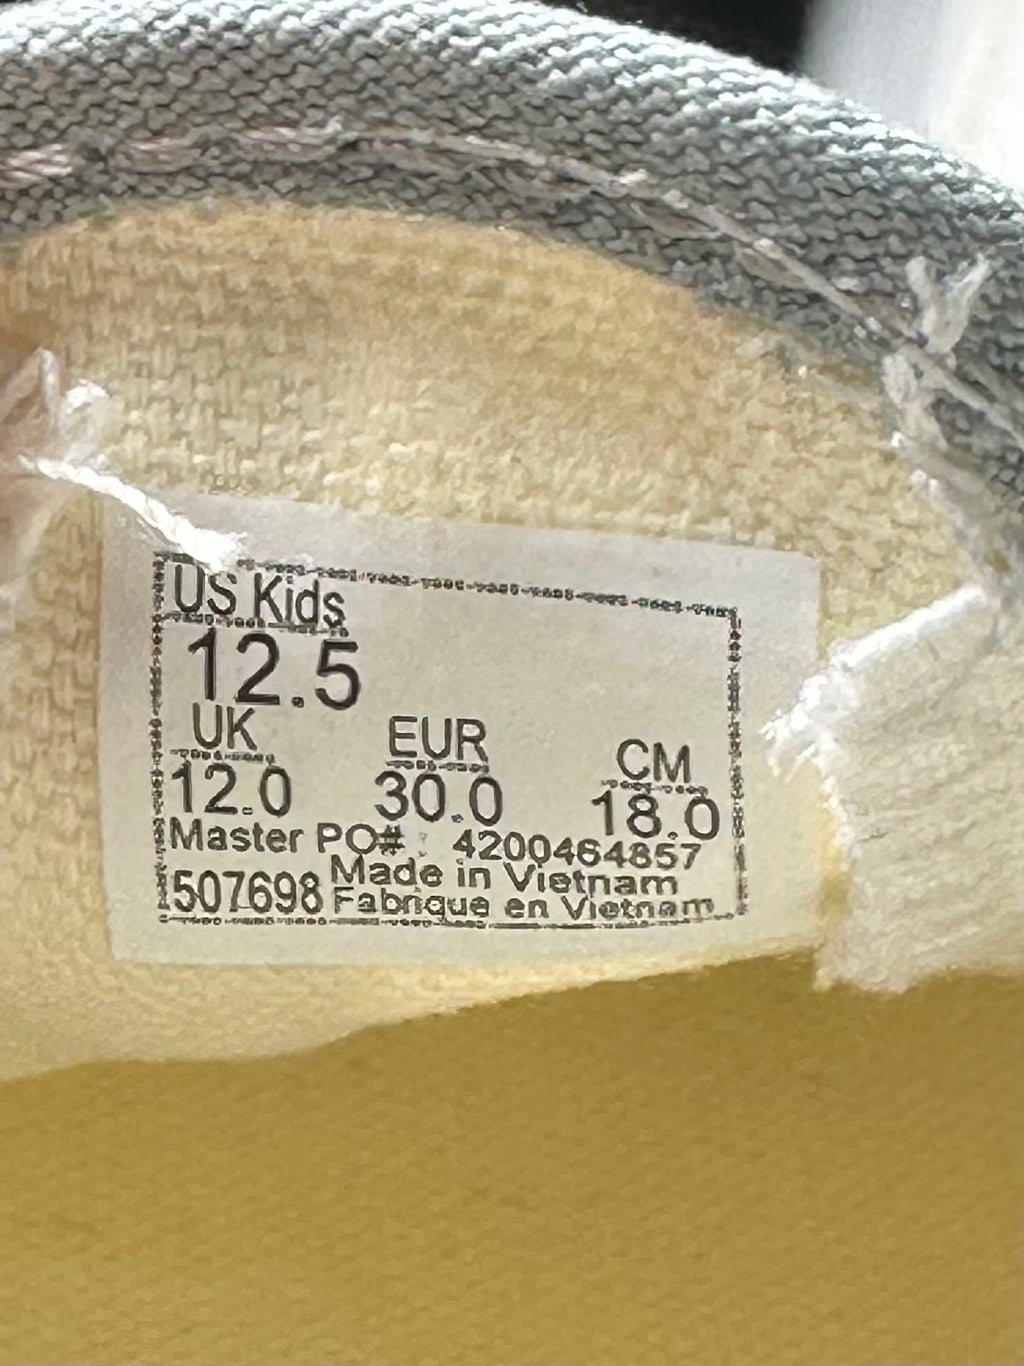 US Kids
12.5
UK EUR CM
12.0 30.0 18.0
Master PO# : 4200464857
Made in Vietnam
1507698 Fabrique en Vietnam